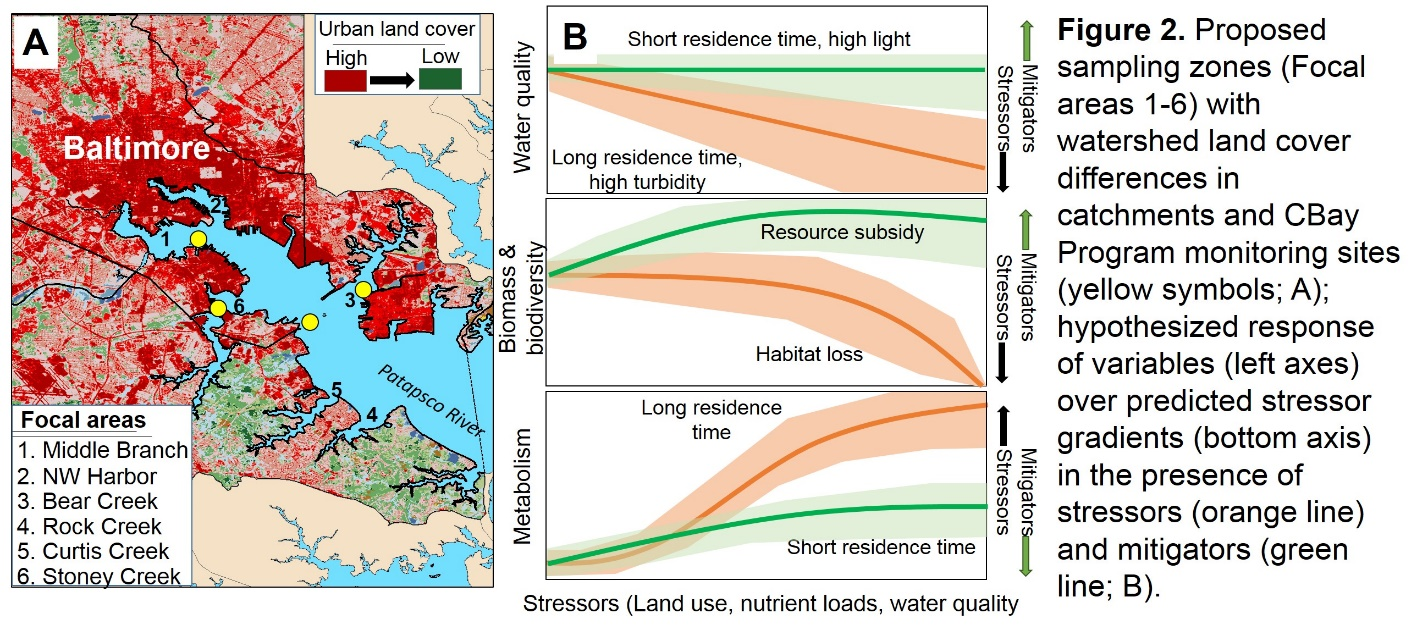 A
Urban land cover
High
Low
Baltimore
2
1
3
6
5
4
Patapsco River
Focal areas
1. Middle Branch
2. NW Harbor
3. Bear Creek
4. Rock Creek
5. Curtis Creek
6. Stoney Creek
B
Water quality
Short residence time, high light
Long residence time,
high turbidity
Stressors
Mitigators
Biomass &
biodiversity
Resource subsidy
Habitat loss
Stressors
Mitigators
Metabolism
Long residence
time
Short residence time
Stressors
Mitigators
Stressors (Land use, nutrient loads, water quality
Figure 2. Proposed
sampling zones (Focal
areas 1-6) with
watershed land cover
differences in
catchments and CBay
Program monitoring sites
(yellow symbols; A);
hypothesized response
of variables (left axes)
over predicted stressor
gradients (bottom axis)
in the presence of
stressors (orange line)
and mitigators (green
line; B).